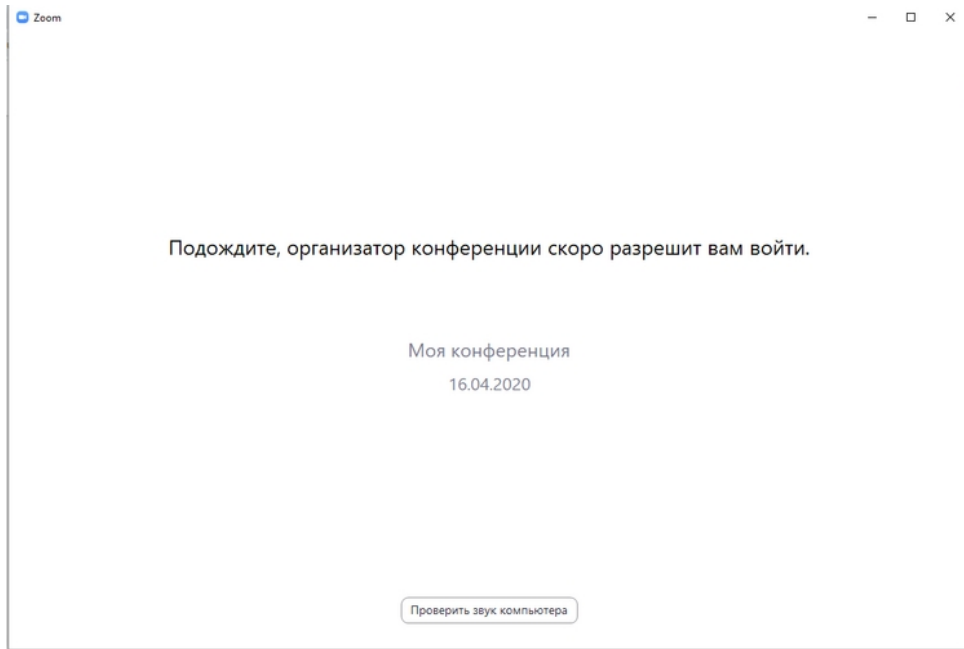 Zoom
Подождите, организатор конференции скоро разрешит вам войти.
Моя конференция
16.04.2020
Проверить звук компьютера